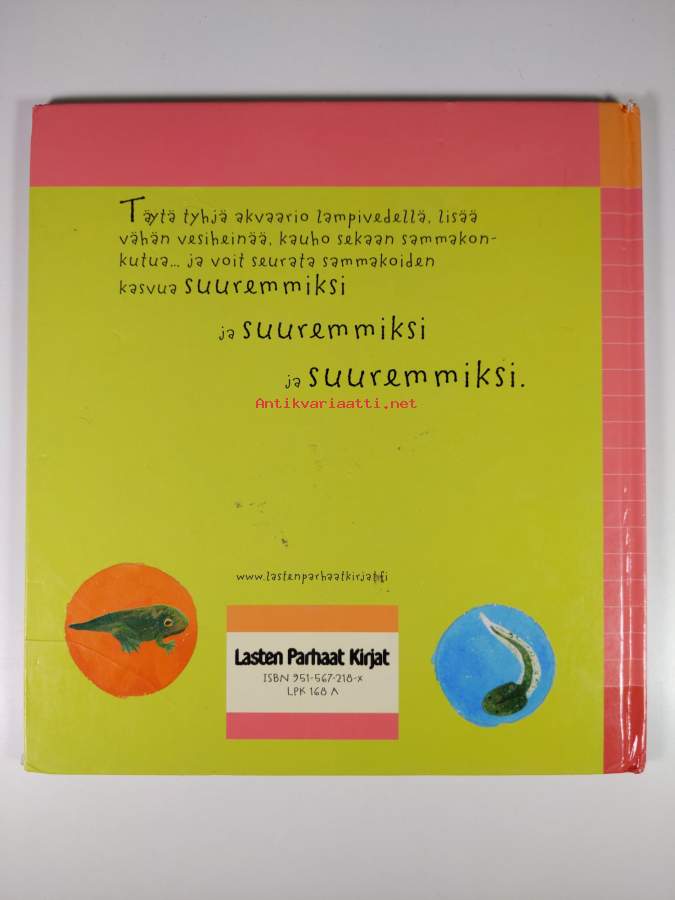 Täytä tyhjä akvaario lampivedellä, lisää
vähän vesiheinää, kauho sekaan sammakon-
kutua... ja voit seurata sammakoiden
kasvua suuremmiksi
ja suuremmiksi
ja suuremmiksi.
Antikvariaatti.net
www.lastenparhaatkirjat.fi
Lasten Parhaat Kirjat
ISBN 951-567-218-x
LPK 168 A